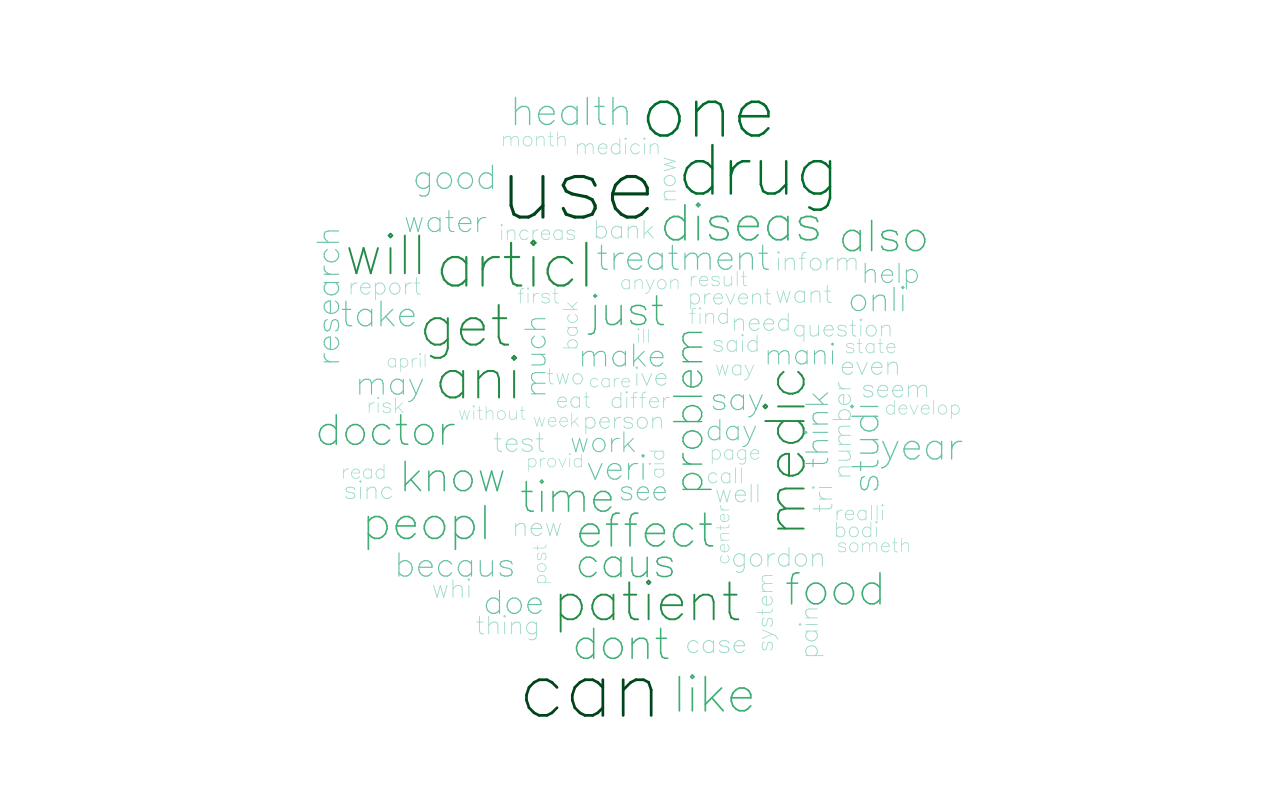 health
one
month
medicin
now
drug
good
use
water
increas
bank
diseas
also
research
will
articl
treatment
inform
help
report
anyon
result
take
first
back
just
prevent
want
onli
get
much
ill
find
need
question
april
make
problem
said
mani
state
may
ani
two
care
ive
way
medic
even
risk
eat
differ
say
think
number
seem
develop
without
week
person
doctor
test
work
day
studi
year
read
provid
veri
aid
page
sinc
know
time
see
call
well
tri
peopl
new
effect
center
realli
bodi
someth
becaus
post
caus
gordon
whi
doe
patient
system
food
thing
dont
case
pain
can
like